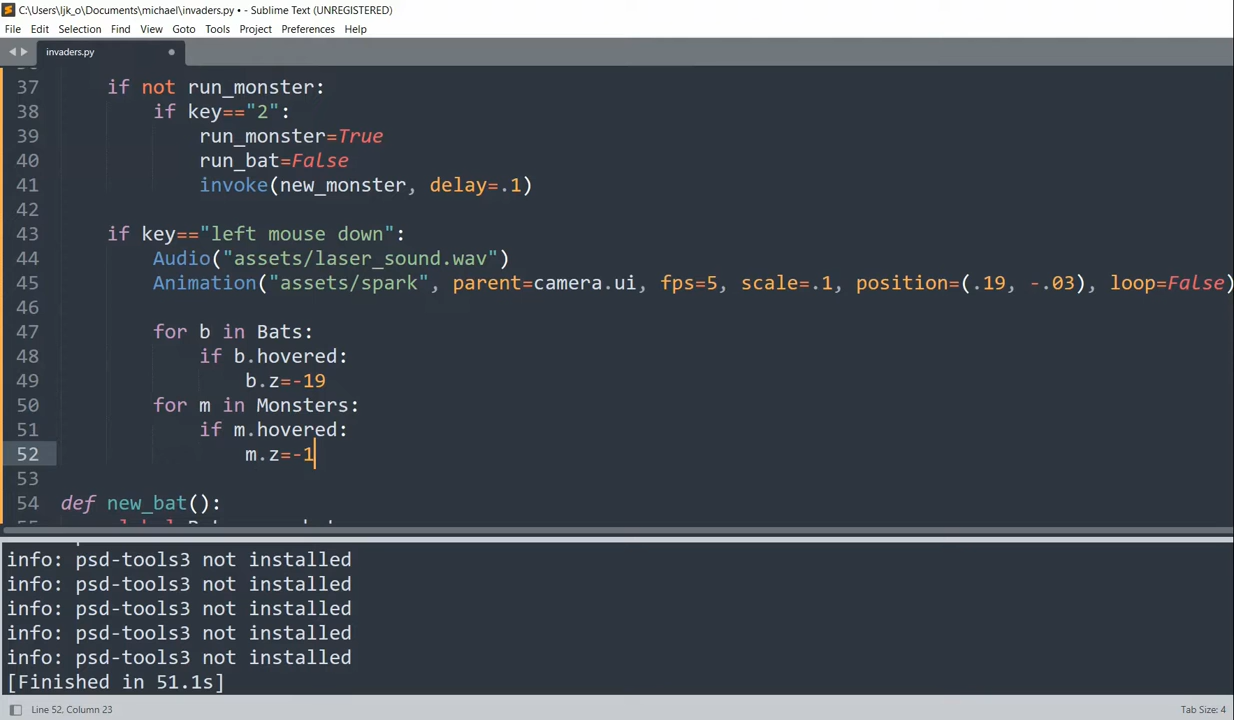 C:\Users\ljk_o\Documents\michael\invaders.py • - Sublime Text (UNREGISTERED)
File Edit Selection Find View Goto Tools Project Preferences Help
invaders.py
37 if not run_monster:
38 if key=="2":
39 run_monster=True
40 run_bat=False
41 invoke(new_monster, delay=.1)
42
43 if key=="left mouse down":
44 Audio("assets/laser_sound.wav")
45 Animation("assets/spark", parent=camera.ui, fps=5, scale=.1, position=(.19, -.03), loop=False)
46
47 for b in Bats:
48 if b.hovered:
49 b.z=-19
50 for m in Monsters:
51 if m.hovered:
52 m.z=-1
53
54 def new_bat():
info: psd-tools3 not installed
info: psd-tools3 not installed
info: psd-tools3 not installed
info: psd-tools3 not installed
info: psd-tools3 not installed
[Finished in 51.1s]
Line 52, Column 23 Tab Size: 4